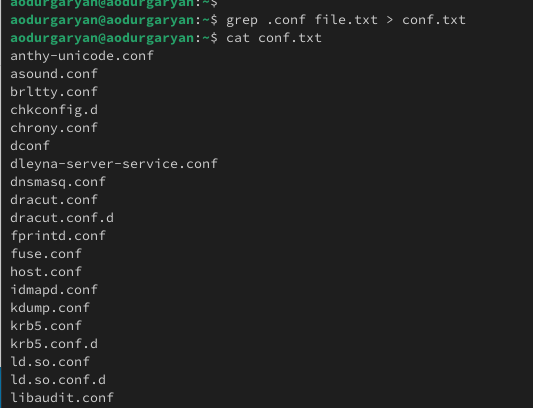 aodurgaryan@aodurgaryan:~$
aodurgaryan@aodurgaryan:~$ grep .conf file.txt > conf.txt
aodurgaryan@aodurgaryan:~$ cat conf.txt
anthy-unicode.conf
asound.conf
brltty.conf
chkconfig.d
chrony.conf
dconf
dleyna-server-service.conf
dnsmasq.conf
dracut.conf
dracut.conf.d
fprintd.conf
fuse.conf
host.conf
idmapd.conf
kdump.conf
krb5.conf
krb5.conf.d
ld.so.conf
ld.so.conf.d
libaudit.conf